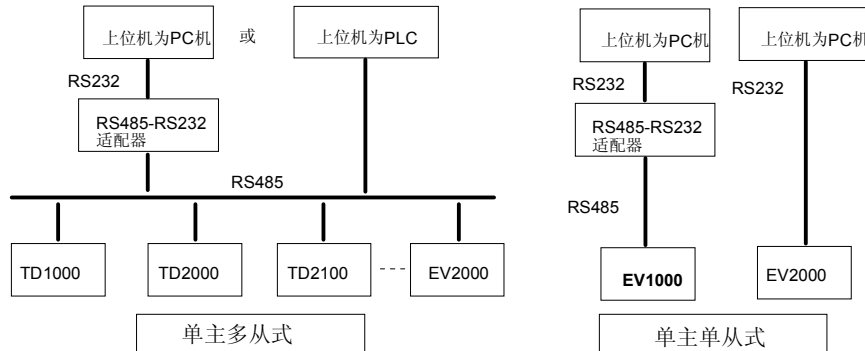 上位机为PC机
或
上位机为PLC
RS232
RS485-RS232
适配器
RS485
TD1000
TD2000
TD2100
EV2000
单主多从式
上位机为PC机
上位机为PC机
RS232
RS232
RS485-RS232
适配器
RS485
EV1000
EV2000
单主单从式